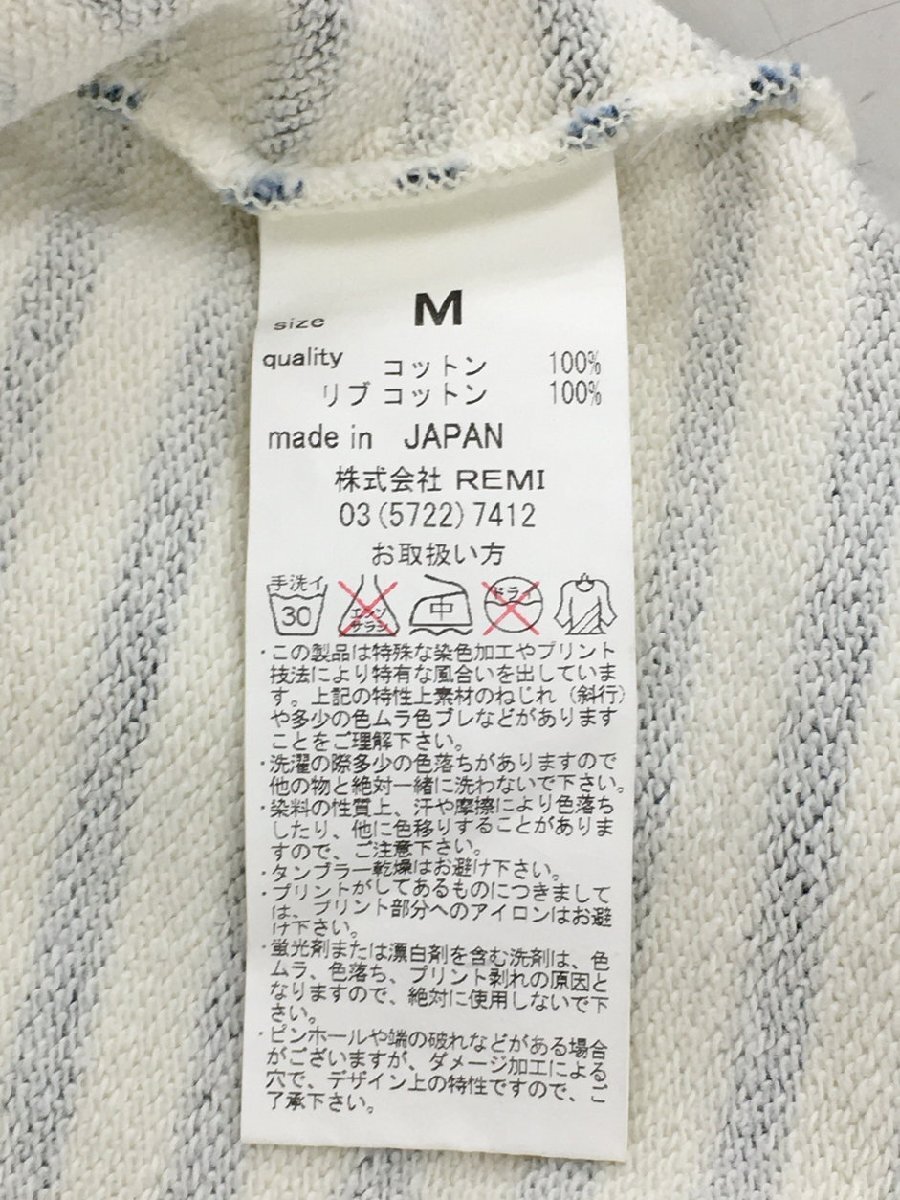 size M
quality コットン 100%
リブ コットン 100%
made in JAPAN
株式会社 REMI
03(5722)7412
お取扱い方
手洗イ 30 エンソサラシ 中 ドライ
・この製品は特殊な染色加工やプリント
技法により特有な風合いを出していま
す。上記の特性上素材のねじれ（斜行）
や多少の色ムラ色ブレなどがあります
ことをご理解下さい。
・洗濯の際多少の色落ちがありますので
他の物と絶対一緒に洗わないで下さい。
・染料の性質上、汗や摩擦により色落ち
したり、他に色移りすることがありま
すので、ご注意下さい。
・タンブラー乾燥はお避け下さい。
・プリントがしてあるものにつきまして
は、プリント部分へのアイロンはお避
け下さい。
・蛍光剤または漂白剤を含む洗剤は、色
ムラ、色落ち、プリント剥れの原因と
なりますので、絶対に使用しないで下
さい。
・ピンホールや端の破れなどがある場合
がございますが、ダメージ加工による
穴で、デザイン上の特性ですので、ご
了承下さい。